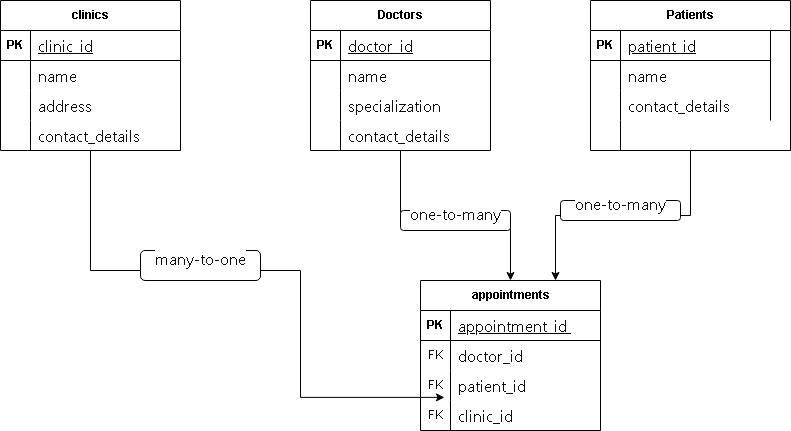 clinics
PK clinic_id
name
address
contact_details
Doctors
PK doctor_id
name
specialization
contact_details
Patients
PK patient_id
name
contact_details
one-to-many
one-to-many
many-to-one
appointments
PK appointment_id
FK doctor_id
FK patient_id
FK clinic_id